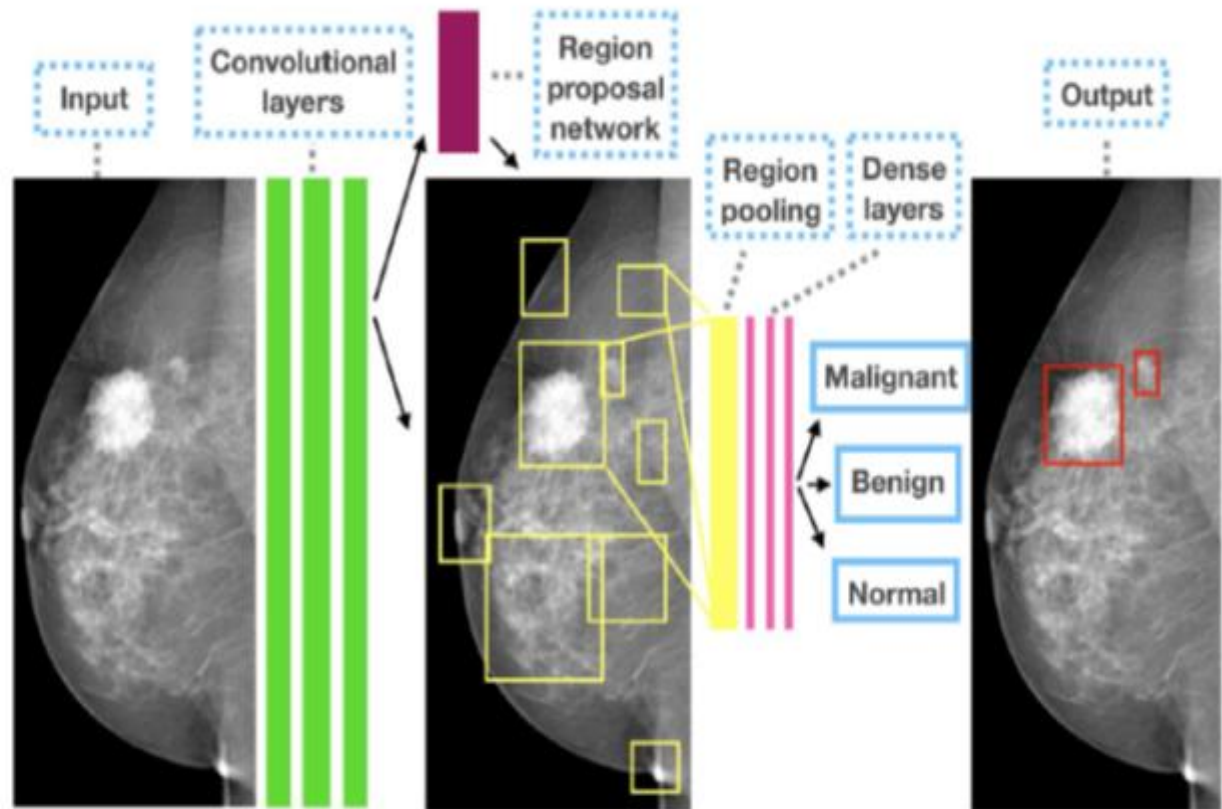 Input
Convolutional
layers
Region
proposal
network
Region
pooling
Dense
layers
Malignant
Benign
Normal
Output